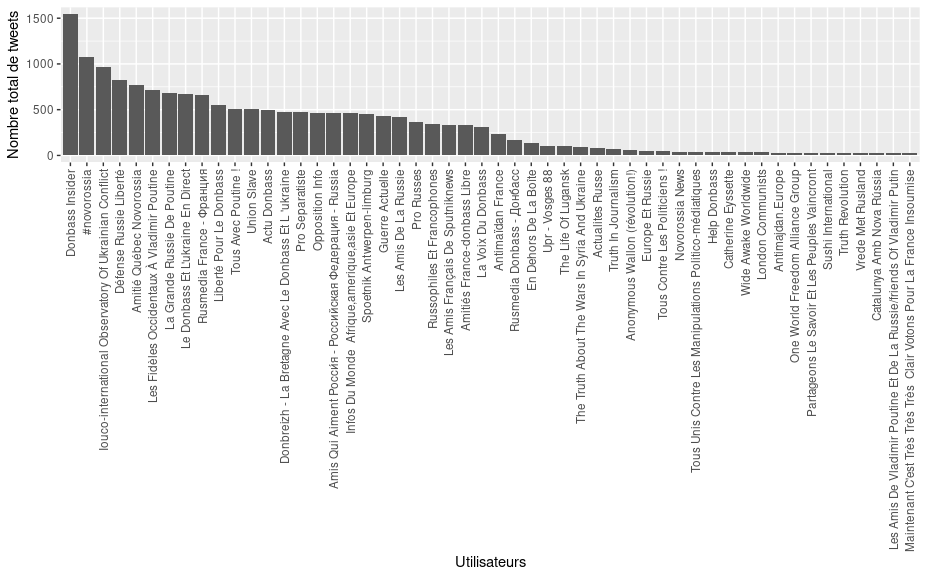 Nombre total de tweets
1500
1000
500
0
Donbass Insider
#novorossia
Iouco-international Observatory Of Ukrainian Conflict
Défense Russie Liberté
Amitié Québec Novorossia
Les Fidèles Occidentaux À Vladimir Poutine
La Grande Russie De Poutine
Le Donbass Et L'ukraine En Direct
Rusmedia France - Франция
Liberté Pour Le Donbass
Tous Avec Poutine !
Union Slave
Actu Donbass
Donbreizh - La Bretagne Avec Le Donbass Et L 'ukraine
Pro Separatiste
Opposition Info
Amis Qui Aiment Россия - Российская Федерация - Russia
Infos Du Monde  Afrique,amerique,asie Et Europe
Spoetnik Antwerpen-limburg
Guerre Actuelle
Les Amis De La Russie
Pro Russes
Russophiles Et Francophones
Les Amis Français De Sputniknews
Amitiés France-donbass Libre
La Voix Du Donbass
Antimaïdan France
Rusmedia Donbass - Донбасс
En Dehors De La Boîte
Upr - Vosges 88
The Life Of Lugansk
The Truth About The Wars In Syria And Ukraine
Actualites Russe
Truth In Journalism
Anonymous Wallon (révolution!)
Europe Et Russie
Tous Contre Les Politiciens !
Novorossia News
Tous Unis Contre Les Manipulations Politico-médiatiques
Help Donbass
Catherine Eyssette
Wide Awake Worldwide
London Communists
Antimajdan.Europe
One World Freedom Alliance Group
Partageons Le Savoir Et Les Peuples Vaincront
Sushi International
Truth Revolution
Vrede Met Rusland
Catalunya Amb Nova Rússia
Les Amis De Vladimir Poutine Et De La Russie/friends Of Vladimir Putin
Maintenant C'est Très Très Très  Clair Votons Pour La France Insoumise
Utilisateurs